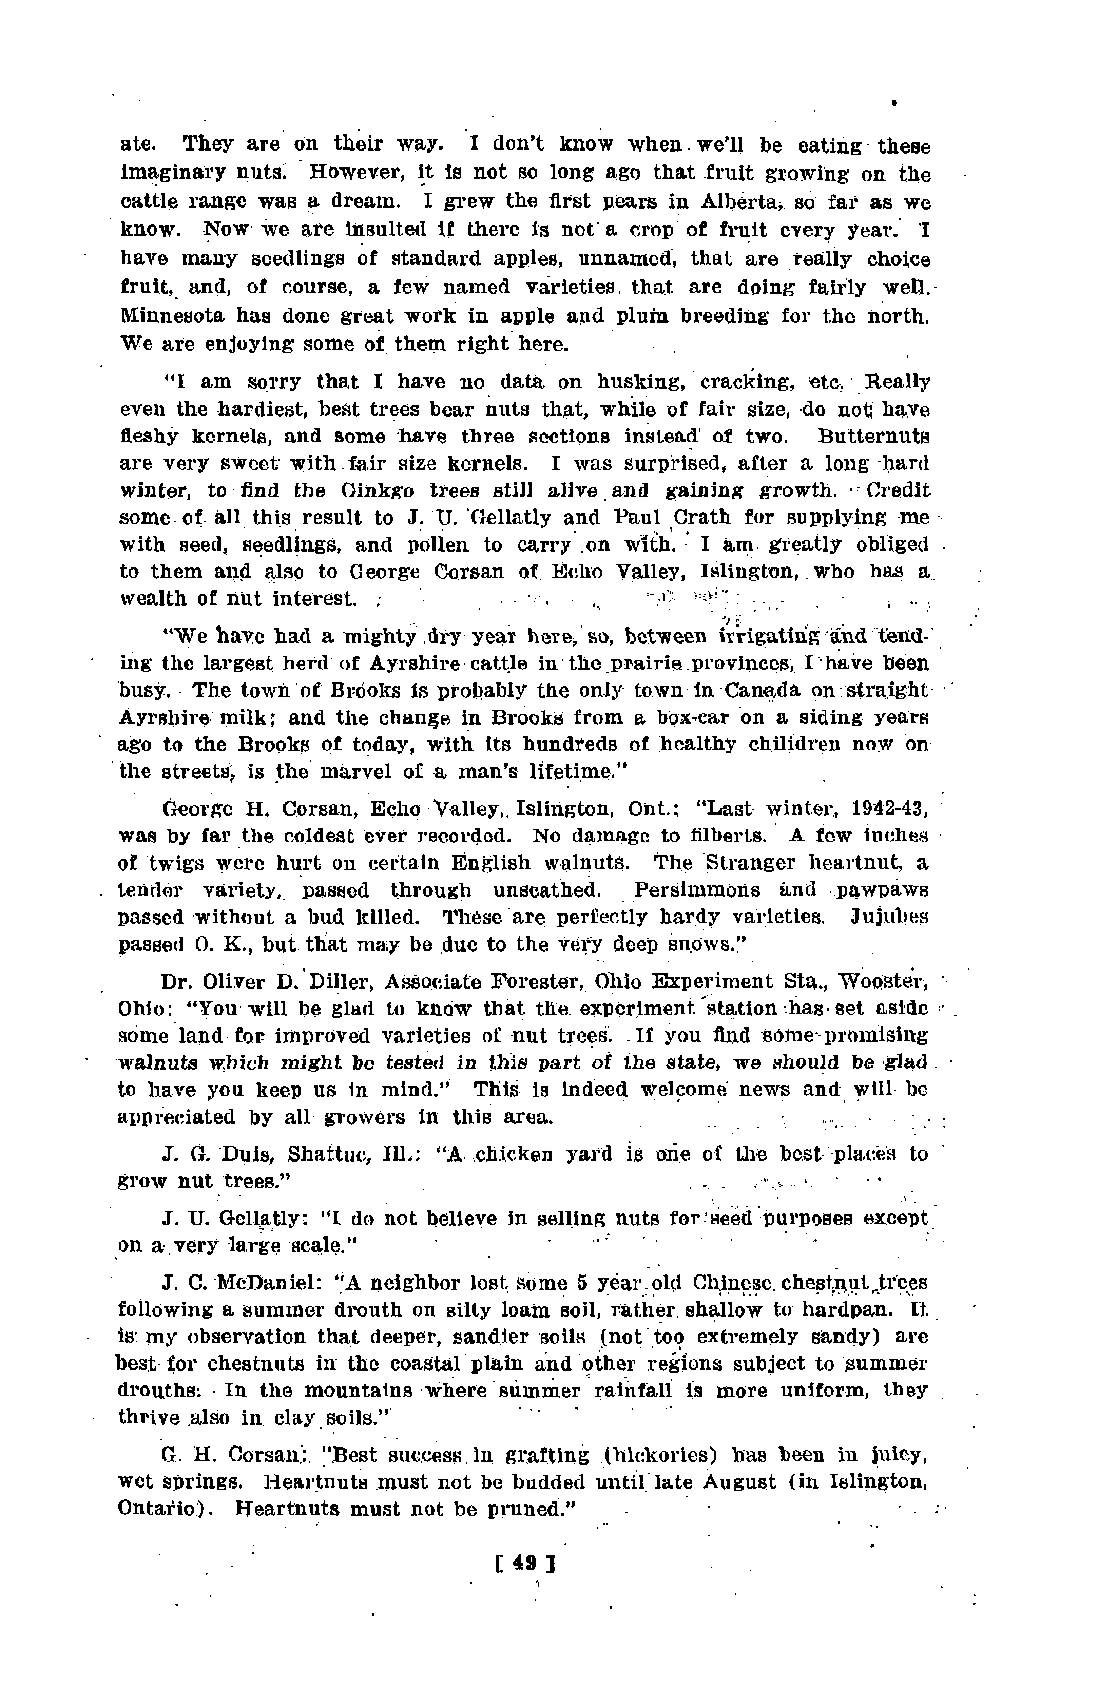 ate. They are on their way. I don't know when we'll be eating these
imaginary nuts. However, it is not so long ago that fruit growing on the
cattle range was a dream. I grew the first pears in Alberta, so far as we
know. Now we are insulted if there is not a crop of fruit every year. I
have many seedlings of standard apples, unnamed, that are really choice
fruit, and, of course, a few named varieties that are doing fairly well.
Minnesota has done great work in apple and plum breeding for the north.
We are enjoying some of them right here.
"I am sorry that I have no data on husking, cracking, etc. Really
even the hardiest, best trees bear nuts that, while of fair size, do not have
fleshy kernels, and some have three sections instead of two. Butternuts
are very sweet with fair size kernels. I was surprised, after a long hard
winter, to find the Ginkgo trees still alive and gaining growth. Credit
some of all this result to J. U. Gellatly and Paul Crath for supplying me
with seed, seedlings, and pollen to carry on with. I am greatly obliged
to them and also to George Corsan of Echo Valley, Islington, who has a
wealth of nut interest.
"We have had a mighty dry year here, so, between irrigating and tend-
ing the largest herd of Ayrshire cattle in the prairie provinces, I have been
busy. The town of Brooks is probably the only town in Canada on straight
Ayrshire milk; and the change in Brooks from a box-car on a siding years
ago to the Brooks of today, with its hundreds of healthy chilidren now on
the streets, is the marvel of a man's lifetime."
George H. Corsan, Echo Valley, Islington, Ont.: "Last winter, 1942-43,
was by far the coldest ever recorded. No damage to filberts. A few inches
of twigs were hurt on certain English walnuts. The Stranger heartnut, a
tender variety, passed through unscathed. Persimmons and pawpaws
passed without a bud killed. These are perfectly hardy varieties. Jujubes
passed O. K., but that may be due to the very deep snows."
Dr. Oliver D. Diller, Associate Forester, Ohio Experiment Sta., Wooster,
Ohio: "You will be glad to know that the experiment station has set aside
some land for improved varieties of nut trees. If you find some promising
walnuts which might be tested in this part of the state, we should be glad
to have you keep us in mind." This is indeed welcome news and will be
appreciated by all growers in this area.
J. G. Duis, Shattuc, Ill.: "A chicken yard is one of the best places to
grow nut trees."
J. U. Gellatly: "I do not believe in selling nuts for seed purposes except
on a very large scale."
J. C. McDaniel: "A neighbor lost some 5 year old Chinese chestnut trees
following a summer drouth on silty loam soil, rather shallow to hardpan. It
is my observation that deeper, sandier soils (not too extremely sandy) are
best for chestnuts in the coastal plain and other regions subject to summer
drouths. In the mountains where summer rainfall is more uniform, they
thrive also in clay soils."
G. H. Corsan: "Best success in grafting (hickories) has been in juicy,
wet springs. Heartnuts must not be budded until late August (in Islington,
Ontario). Heartnuts must not be pruned."
[ 49 ]